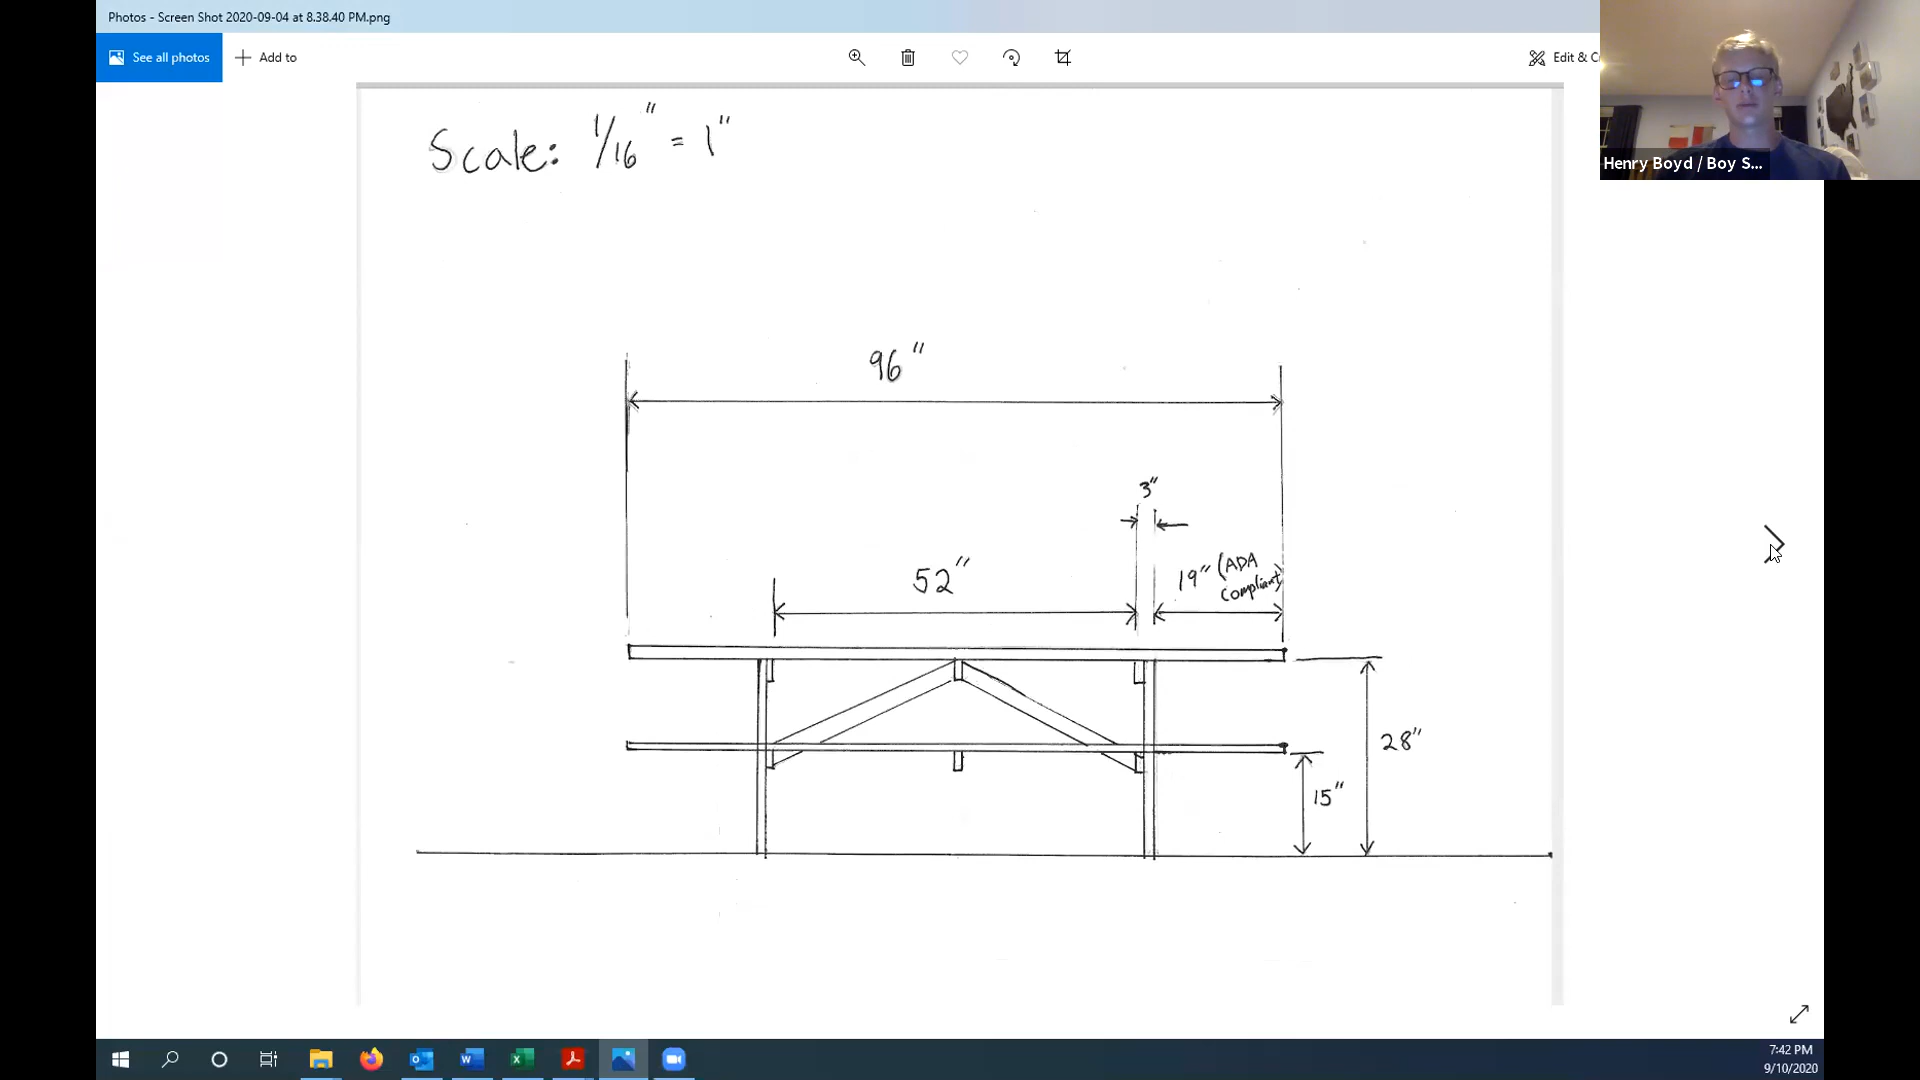 Photos - Screen Shot 2020-09-04 at 8.38.40 PM.png
See all photos
Add to
Edit & C
Henry Boyd / Boy S...
Scale: 1/16" = 1"
96"
3"
52"
19" (ADA
Compliant)
28"
15"
7:42 PM
9/10/2020